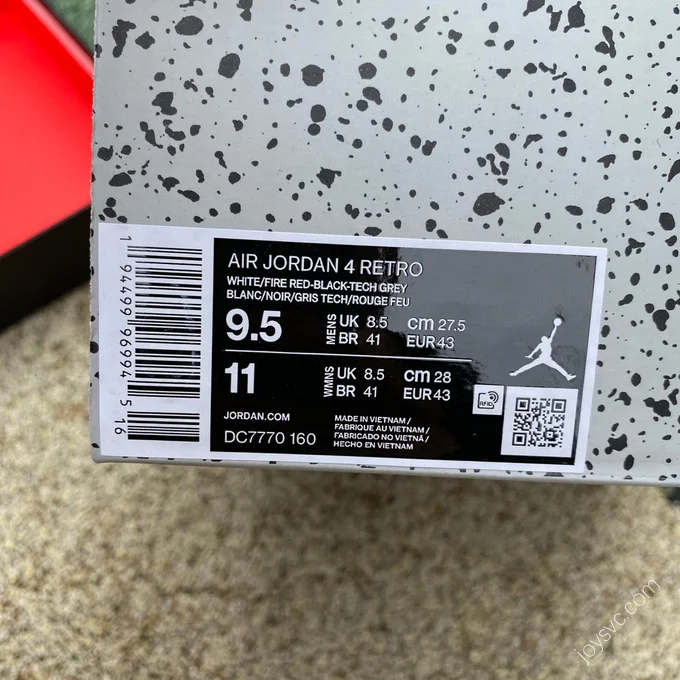 AIR JORDAN 4 RETRO
WHITE/FIRE RED-BLACK-TECH GREY
BLANC/NOIR/GRIS TECH/ROUGE FEU
9.5 MENS UK 8.5 cm 27.5
BR 41 EUR 43
11 WMNS UK 8.5 cm 28
BR 41 EUR 43
JORDAN.COM
DC7770 160
MADE IN VIETNAM/
FABRIQUE AU VIETNAM/
FABRICADO NO VIETNÃ/
HECHO EN VIETNAM
RFID
1 94499 96994 5 16
joysvc.com